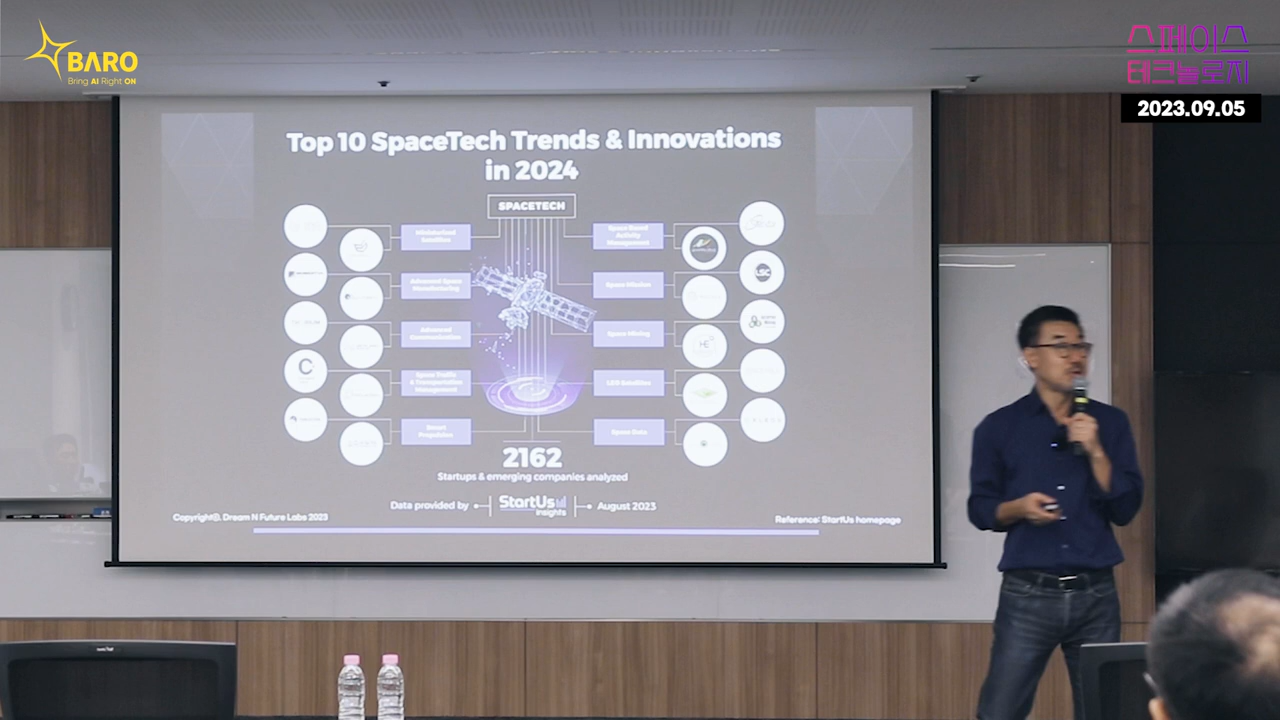 BARO
Bring AI Right ON
스페이스
테크놀로지
2023.09.05
Top 10 SpaceTech Trends & Innovations
in 2024
SPACETECH
Miniaturized
Satellites
Advanced Space
Manufacturing
Advanced
Communication
Space Traffic
& Transportation
Management
Smart
Propulsion
Space Based
Activity
Management
Space Mission
Space Mining
LEO Satellites
Space Data
C
LSC
HE
2162
Startups & emerging companies analyzed
Data provided by
StartUs
insights
August 2023
Copyrightⓒ. Dream N Future Labs 2023
Reference: StartUs homepage